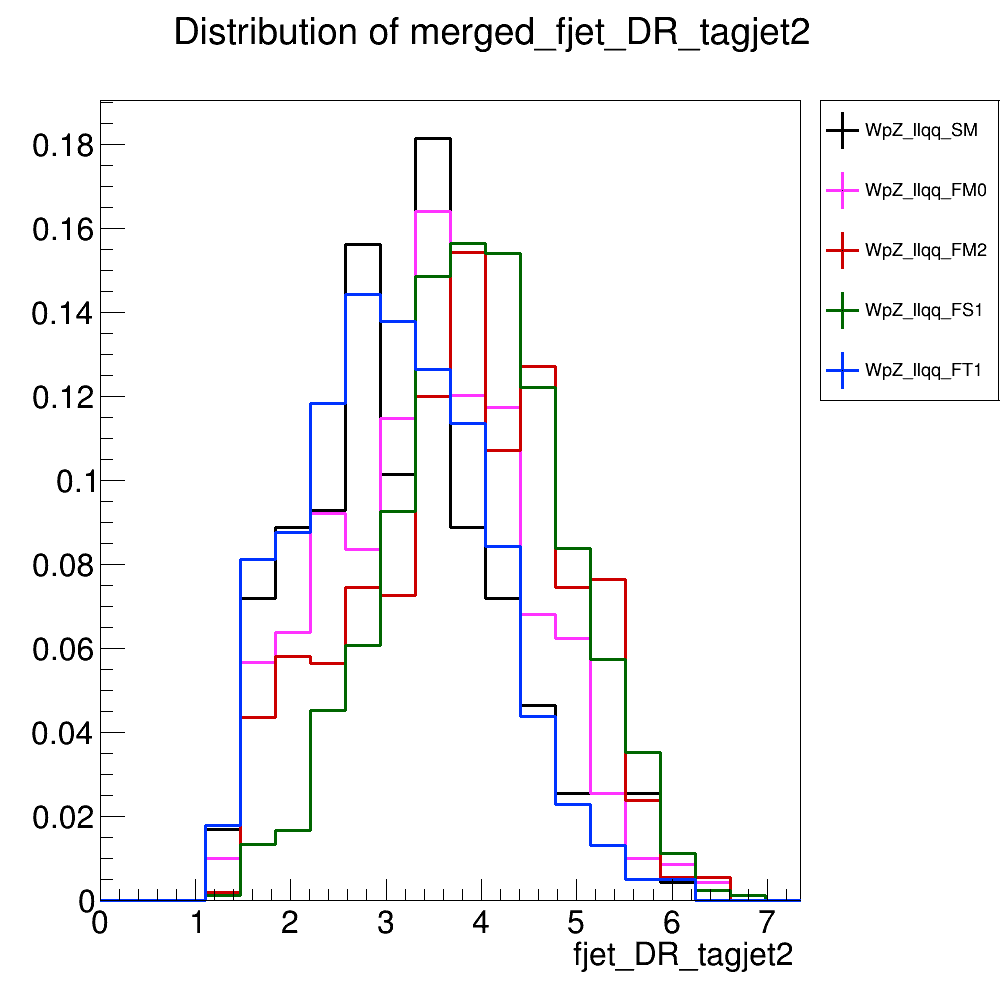 Distribution of merged_fjet_DR_tagjet2
0.18
0.16
0.14
0.12
0.1
0.08
0.06
0.04
0.02
0
0 1 2 3 4 5 6 7
fjet_DR_tagjet2
WpZ_llqq_SM
WpZ_llqq_FM0
WpZ_llqq_FM2
WpZ_llqq_FS1
WpZ_llqq_FT1